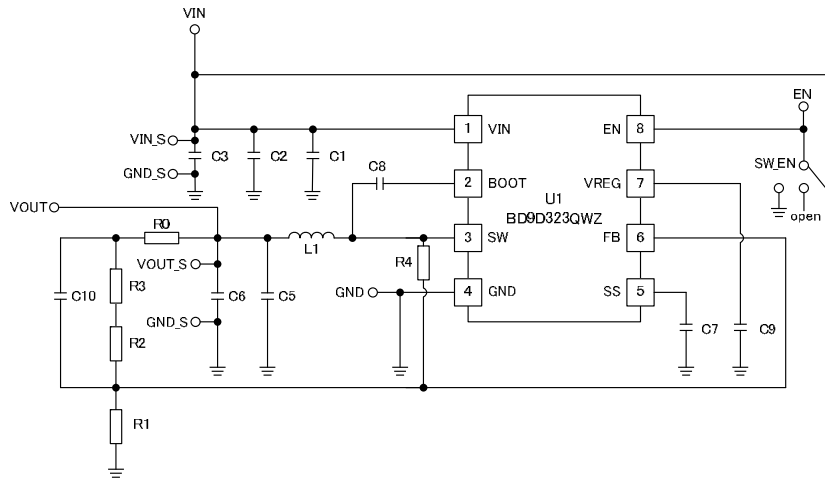 VIN
EN
VIN_S
C3
C2
C1
1
VIN
EN
8
GND_S
C8
SW_EN
2
BOOT
U1
VREG
7
VOUT
BD9D323QWZ
open
R0
L1
R4
3
SW
FB
6
VOUT_S
R3
C10
C6
C5
GND
4
GND
SS
5
GND_S
R2
C7
C9
R1